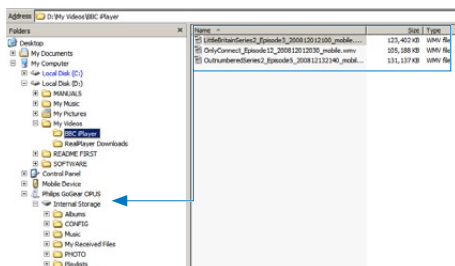 Address D:\My Videos\BBC iPlayer
Folders
Desktop
My Documents
My Computer
Local Disk (C:)
Local Disk (D:)
MANUALS
My Music
My Pictures
My Videos
BBC iPlayer
RealPlayer Downloads
README FIRST
SOFTWARE
Control Panel
Mobile Device
Philips GoGear OPUS
Internal Storage
Albums
CONFIG
Music
My Received Files
PHOTO
Playlists
Name Size Type
LittleBritainSeries2_Episode3_200812012100_mobile.... 123,402 KB WMV file
OnlyConnect_Episode12_200812012030_mobile.wmv 105,188 KB WMV file
OutnumberedSeries2_Episode5_200812132140_mobil... 131,137 KB WMV file